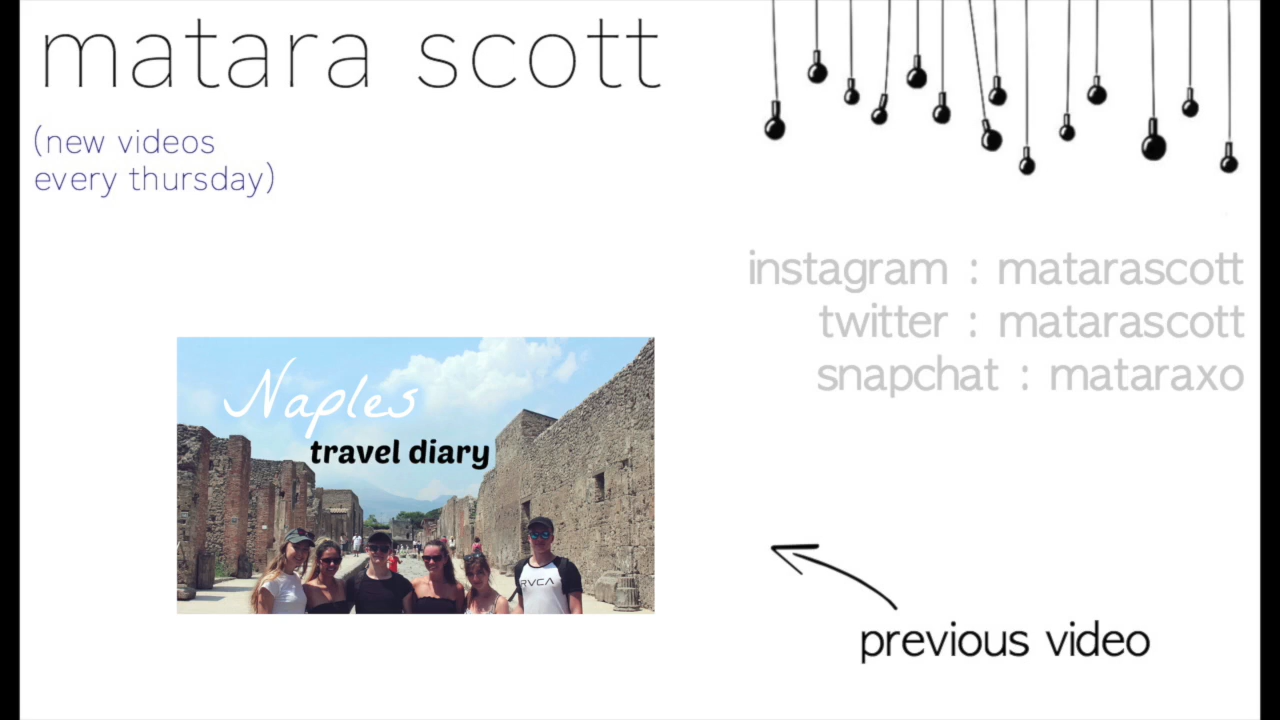 matara scott
(new videos
every thursday)
instagram : matarascott
twitter : matarascott
snapchat : mataraxo
Naples
travel diary
RVCA
previous video